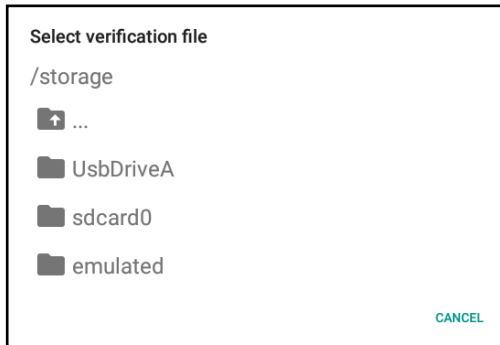 Select verification file
/storage
...
UsbDriveA
sdcard0
emulated
CANCEL